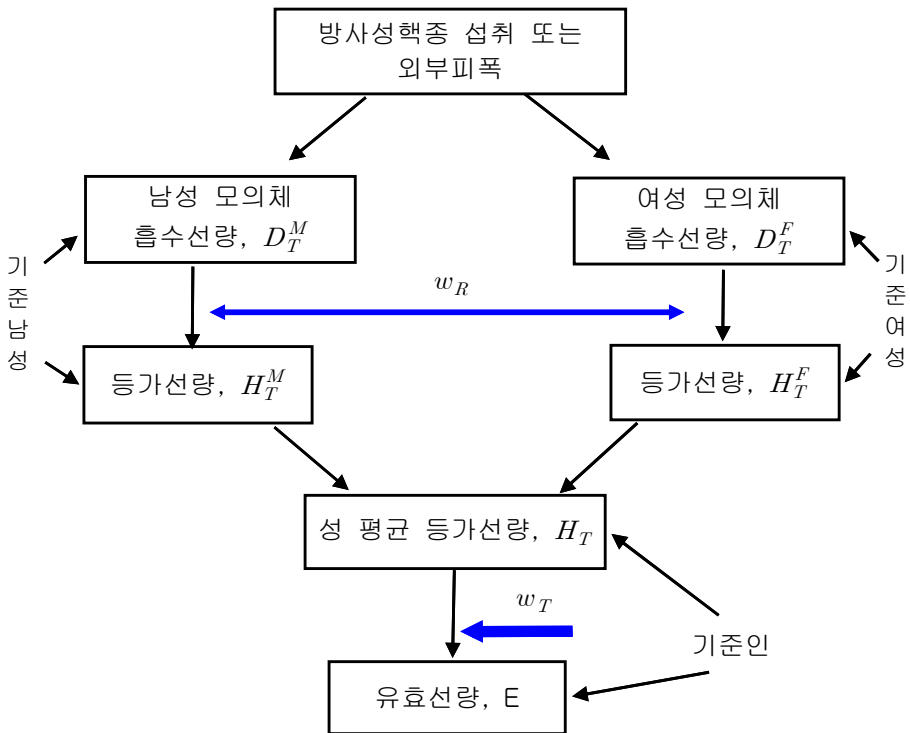 방사성핵종 섭취 또는
외부피폭
남성 모의체
흡수선량, $D_T^M$
여성 모의체
흡수선량, $D_T^F$
기준남성
$w_R$
기준여성
등가선량, $H_T^M$
등가선량, $H_T^F$
성 평균 등가선량, $H_T$
$w_T$
기준인
유효선량, E